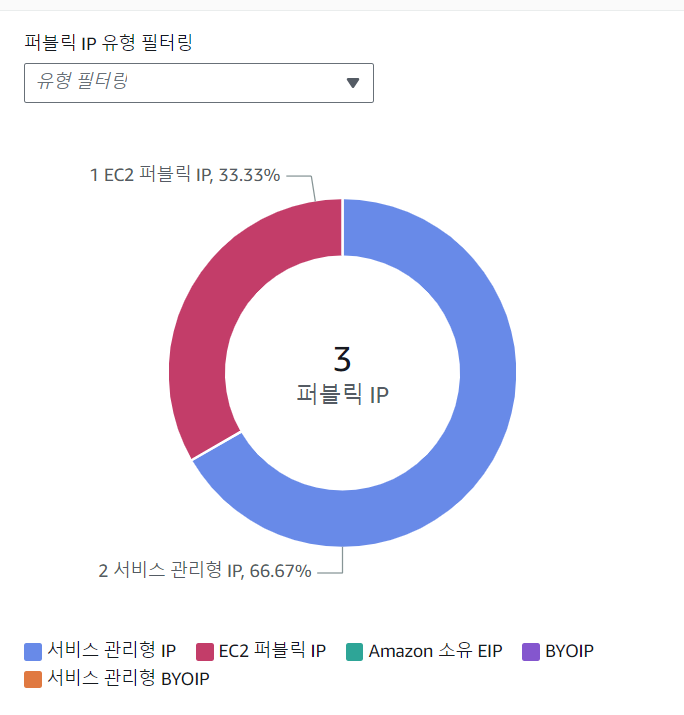 퍼블릭 IP 유형 필터링
유형 필터링
1 EC2 퍼블릭 IP, 33.33%
3
퍼블릭 IP
2 서비스 관리형 IP, 66.67%
서비스 관리형 IP EC2 퍼블릭 IP Amazon 소유 EIP BYOIP
서비스 관리형 BYOIP